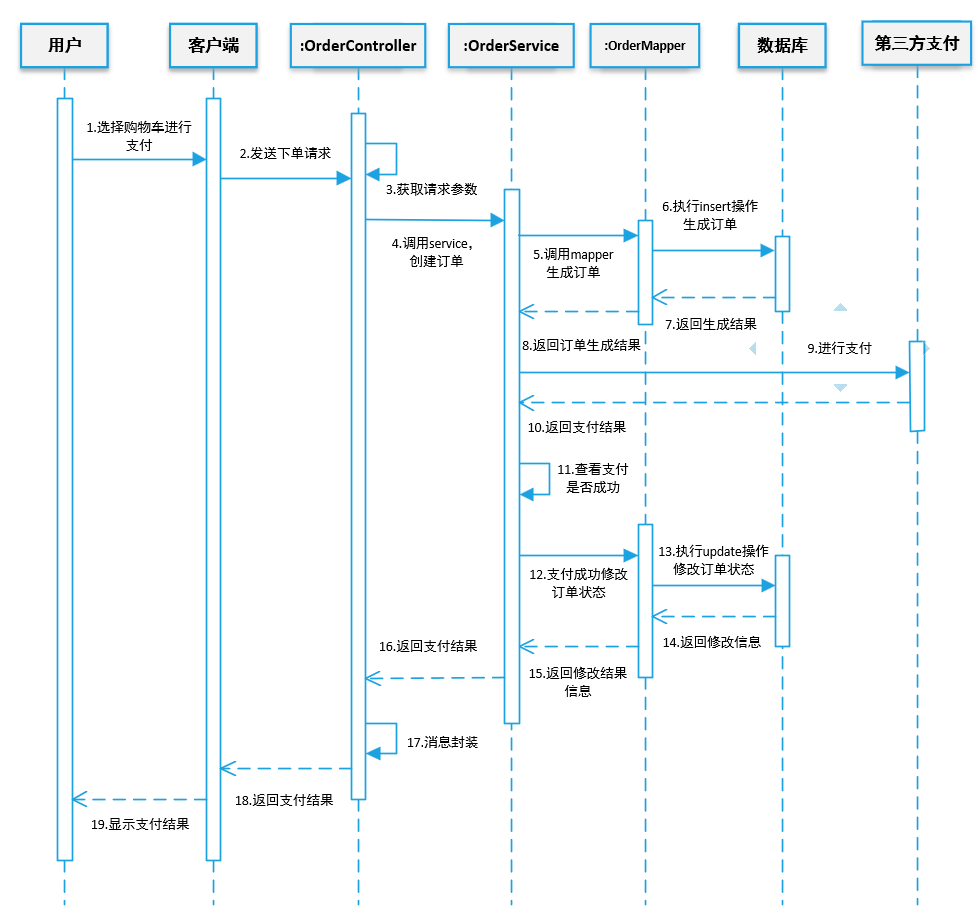 用户
客户端
:OrderController
:OrderService
:OrderMapper
数据库
第三方支付
1.选择购物车进行
支付
2.发送下单请求
3.获取请求参数
4.调用service，
创建订单
5.调用mapper
生成订单
6.执行insert操作
生成订单
7.返回生成结果
8.返回订单生成结果
9.进行支付
10.返回支付结果
11.查看支付
是否成功
12.支付成功修改
订单状态
13.执行update操作
修改订单状态
14.返回修改信息
15.返回修改结果
信息
16.返回支付结果
17.消息封装
18.返回支付结果
19.显示支付结果